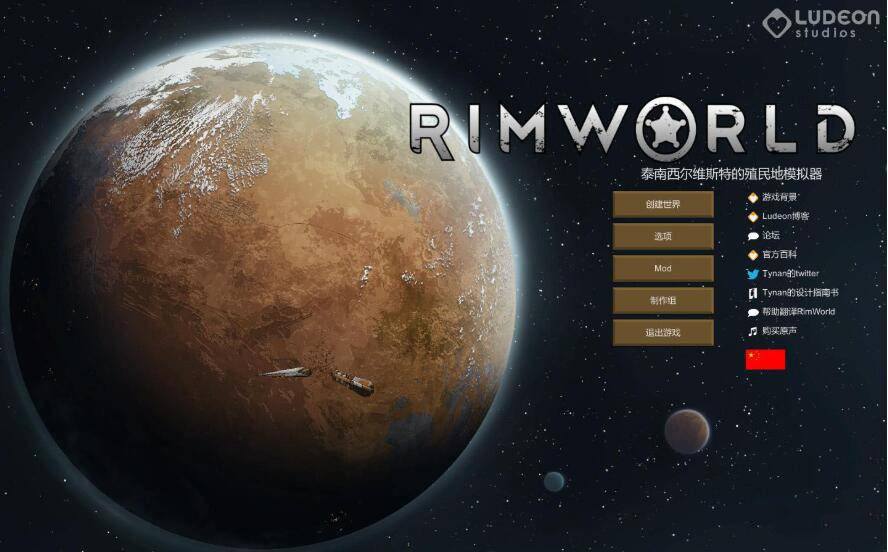 LUDEON
studios
RIMWORLD
泰南西尔维斯特的殖民地模拟器
创建世界
选项
Mod
制作组
退出游戏
游戏背景
Ludeon博客
论坛
官方百科
Tynan的twitter
Tynan的设计指南书
帮助翻译RimWorld
购买原声